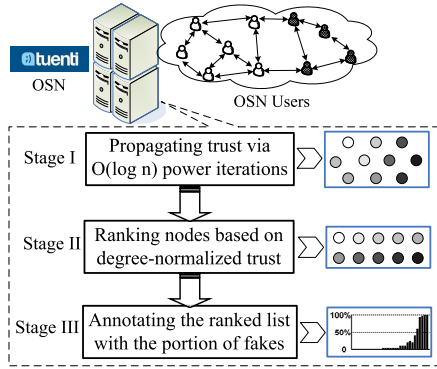 tuenti
OSN
OSN Users
Stage I
Propagating trust via
O(log n) power iterations
Stage II
Ranking nodes based on
degree-normalized trust
Stage III
Annotating the ranked list
with the portion of fakes
100%
50%
0